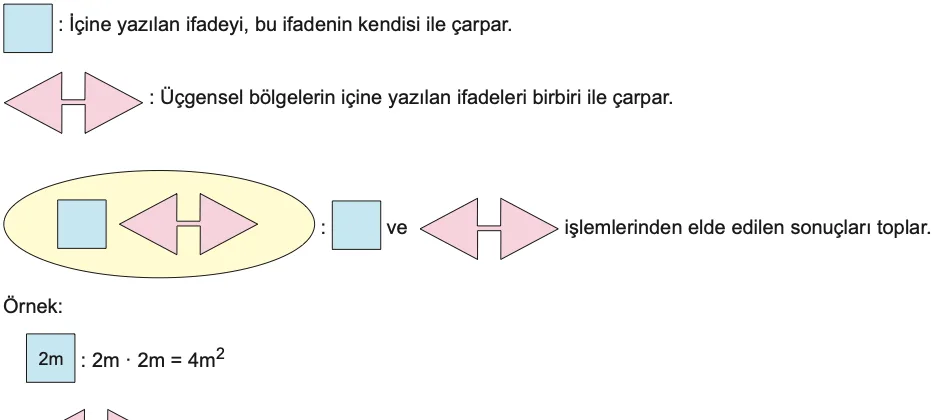 : İçine yazılan ifadeyi, bu ifadenin kendisi ile çarpar.
: Üçgensel bölgelerin içine yazılan ifadeleri birbiri ile çarpar.
: ve işlemlerinden elde edilen sonuçları toplar.
Örnek:
2m : 2m · 2m = 4m²